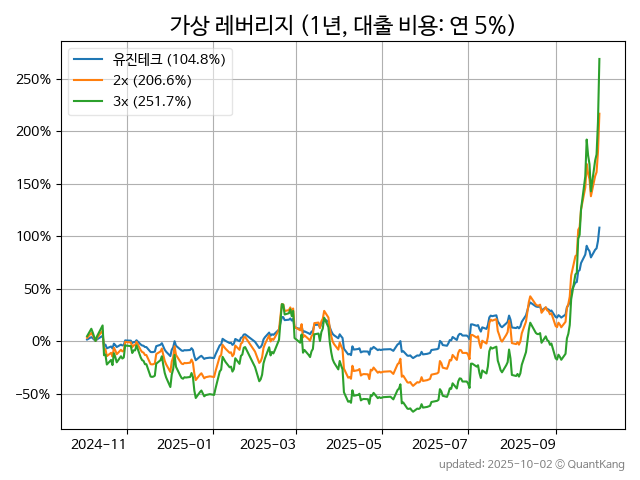 가상 레버리지 (1년, 대출 비용: 연 5%)
유진테크 (104.8%)
2x (206.6%)
3x (251.7%)
250%
200%
150%
100%
50%
0%
−50%
2024-11
2025-01
2025-03
2025-05
2025-07
2025-09
updated: 2025-10-02 © QuantKang